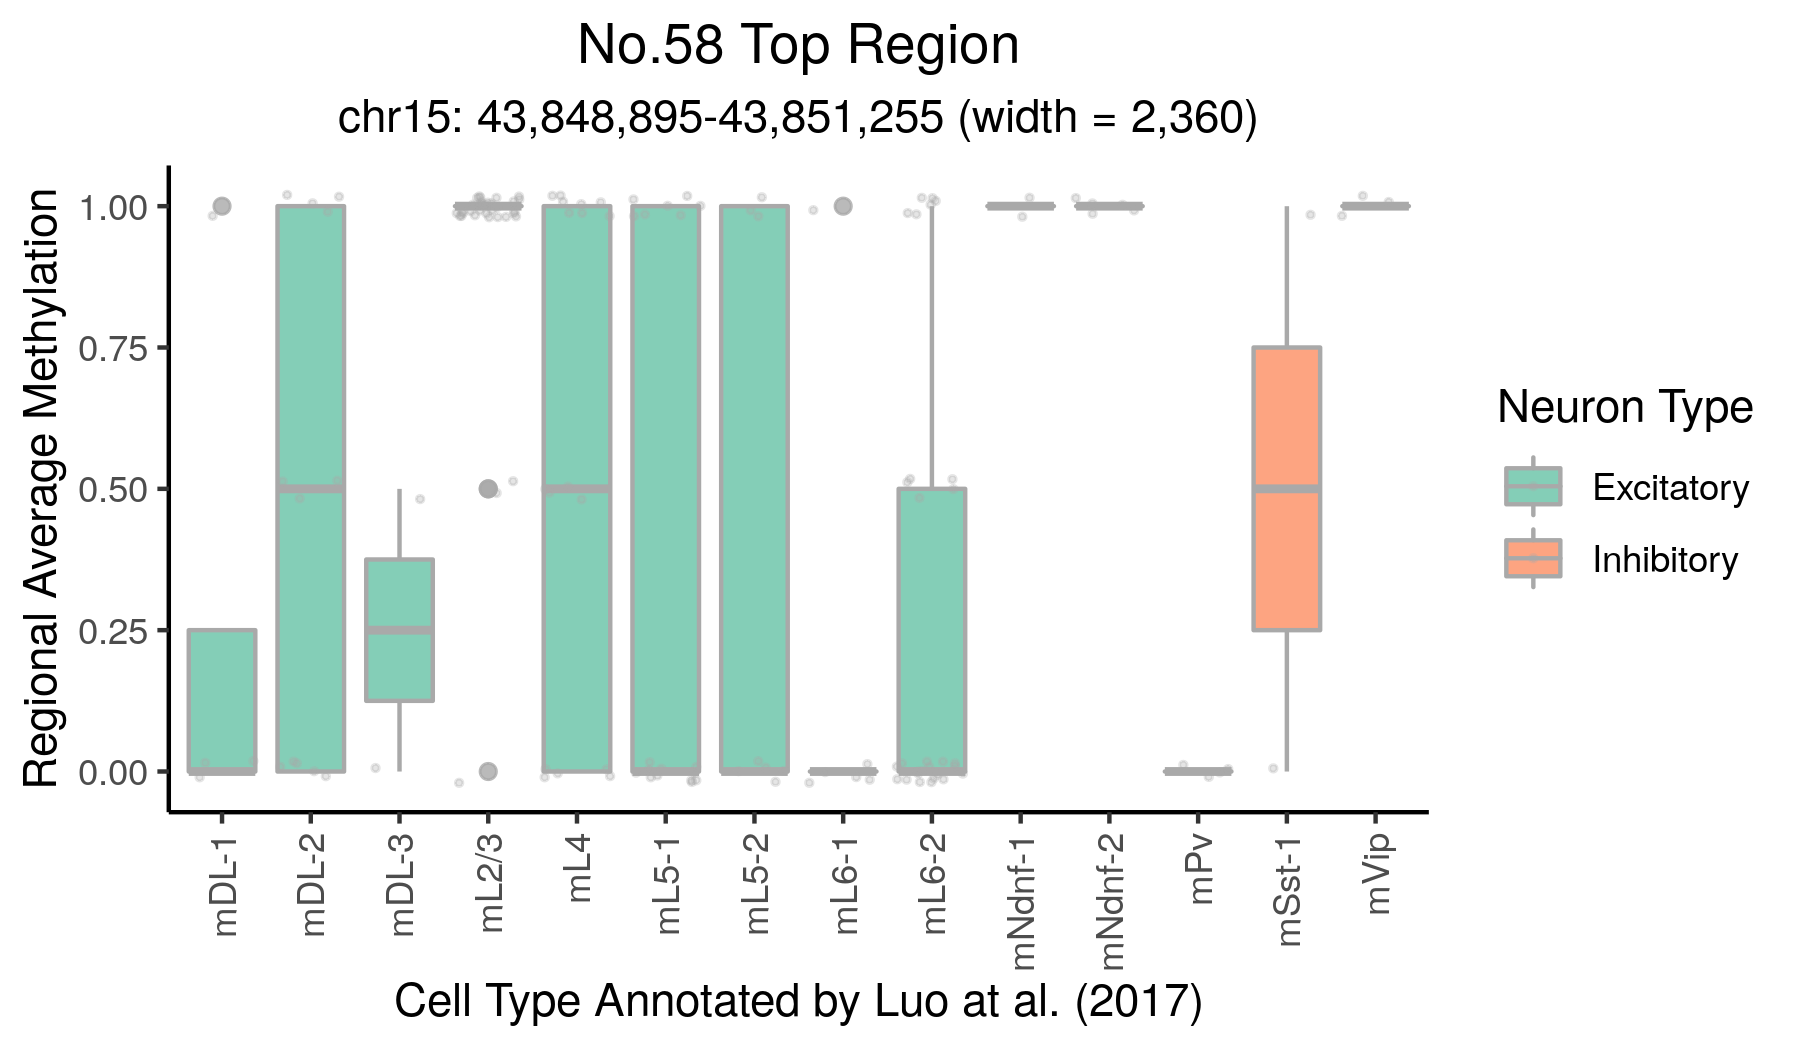 No.58 Top Region
chr15: 43,848,895-43,851,255 (width = 2,360)
Regional Average Methylation
1.00
0.75
0.50
0.25
0.00
mDL-1
mDL-2
mDL-3
mL2/3
mL4
mL5-1
mL5-2
mL6-1
mL6-2
mNdnf-1
mNdnf-2
mPv
mSst-1
mVip
Cell Type Annotated by Luo at al. (2017)
Neuron Type
Excitatory
Inhibitory